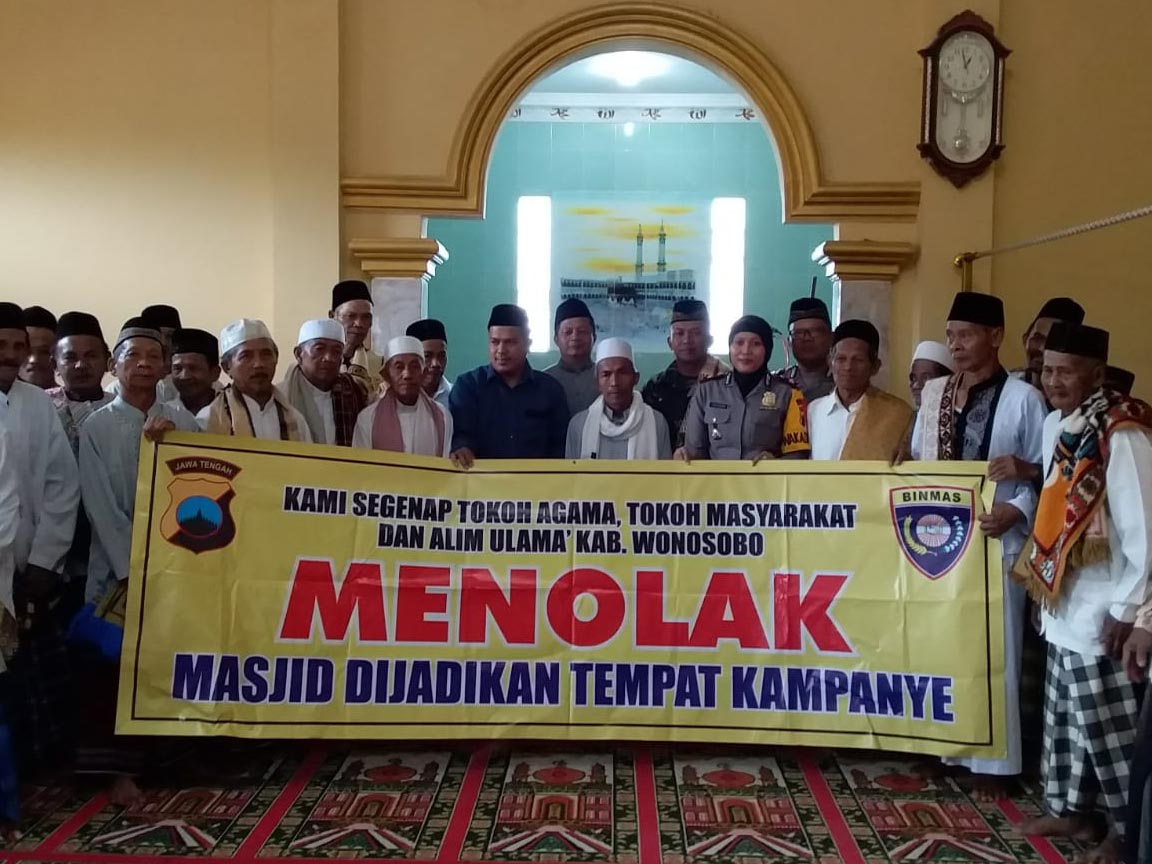 JAWA TENGAH
BINMAS
KAMI SEGENAP TOKOH AGAMA, TOKOH MASYARAKAT
DAN ALIM ULAMA' KAB. WONOSOBO
MENOLAK
MASJID DIJADIKAN TEMPAT KAMPANYE